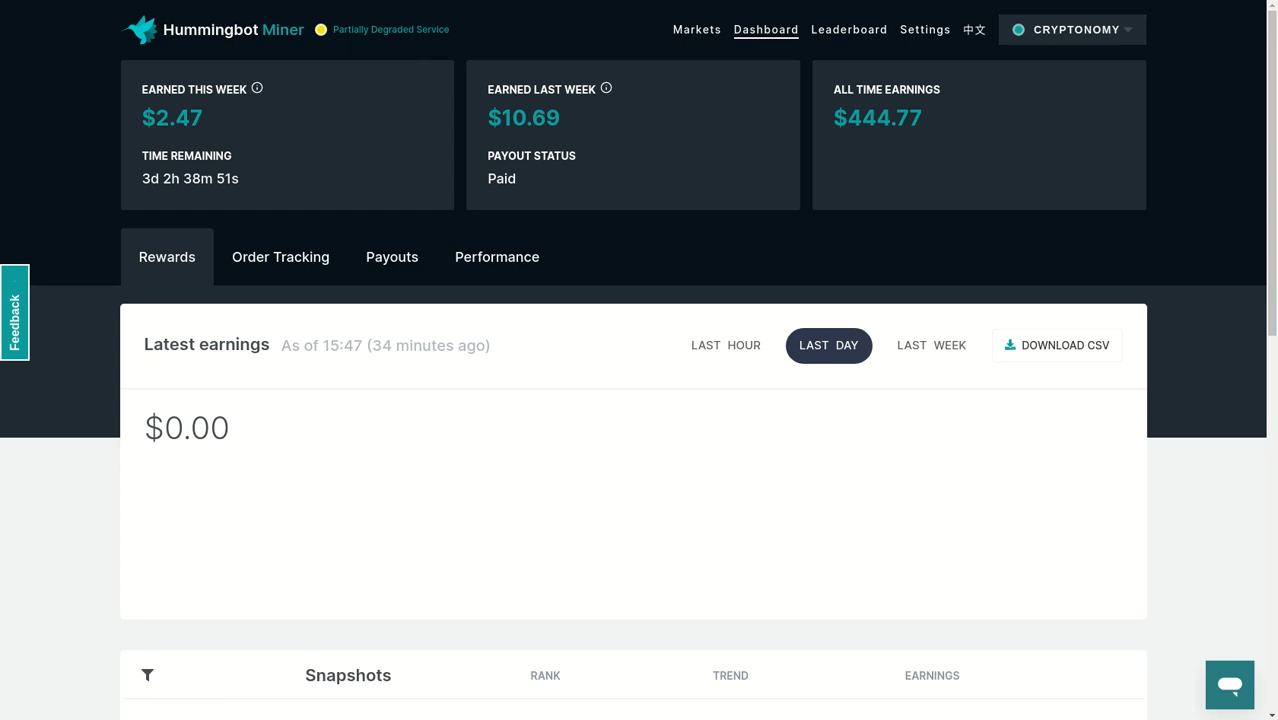 Hummingbot Miner
Partially Degraded Service
Markets
Dashboard
Leaderboard
Settings
中文
CRYPTONOMY
EARNED THIS WEEK
$2.47
TIME REMAINING
3d 2h 38m 51s
EARNED LAST WEEK
$10.69
PAYOUT STATUS
Paid
ALL TIME EARNINGS
$444.77
Rewards
Order Tracking
Payouts
Performance
Feedback
Latest earnings
As of 15:47 (34 minutes ago)
LAST HOUR
LAST DAY
LAST WEEK
DOWNLOAD CSV
$0.00
Snapshots
RANK
TREND
EARNINGS